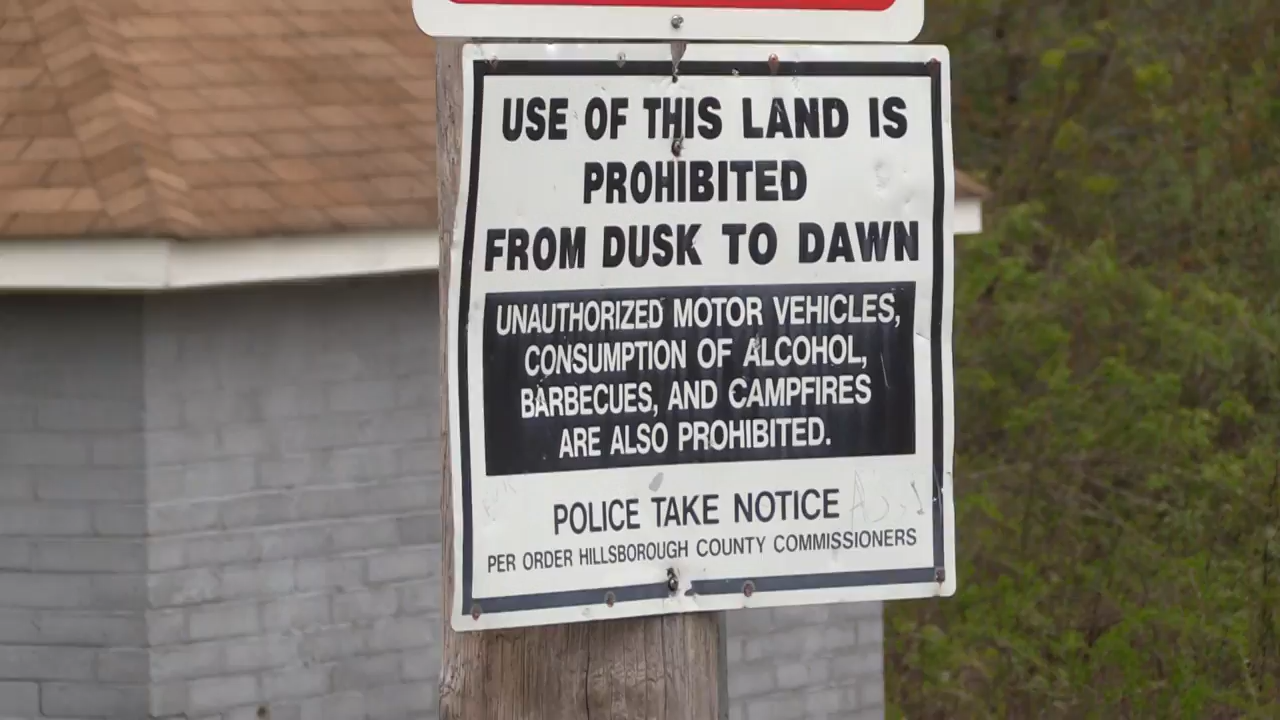 USE OF THIS LAND IS
PROHIBITED
FROM DUSK TO DAWN
UNAUTHORIZED MOTOR VEHICLES,
CONSUMPTION OF ALCOHOL,
BARBECUES, AND CAMPFIRES
ARE ALSO PROHIBITED.
POLICE TAKE NOTICE
PER ORDER HILLSBOROUGH COUNTY COMMISSIONERS